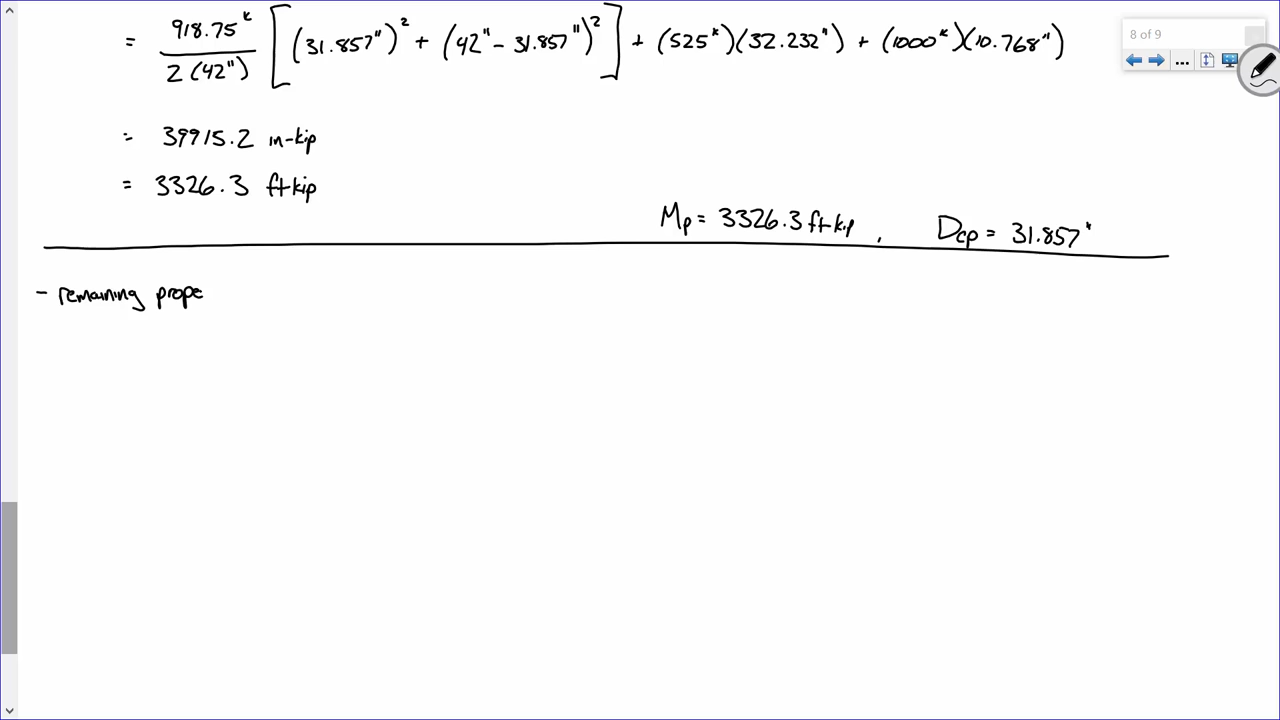 = 918.75ᵏ / 2(42") [(31.857")² + (42" - 31.857")²] + (525ᵏ)(32.232") + (1000ᵏ)(10.768")
8 of 9
= 39915.2 in-kip
= 3326.3 ft-kip
Mp = 3326.3 ft-kip , Dcp = 31.857"
- remaining prope